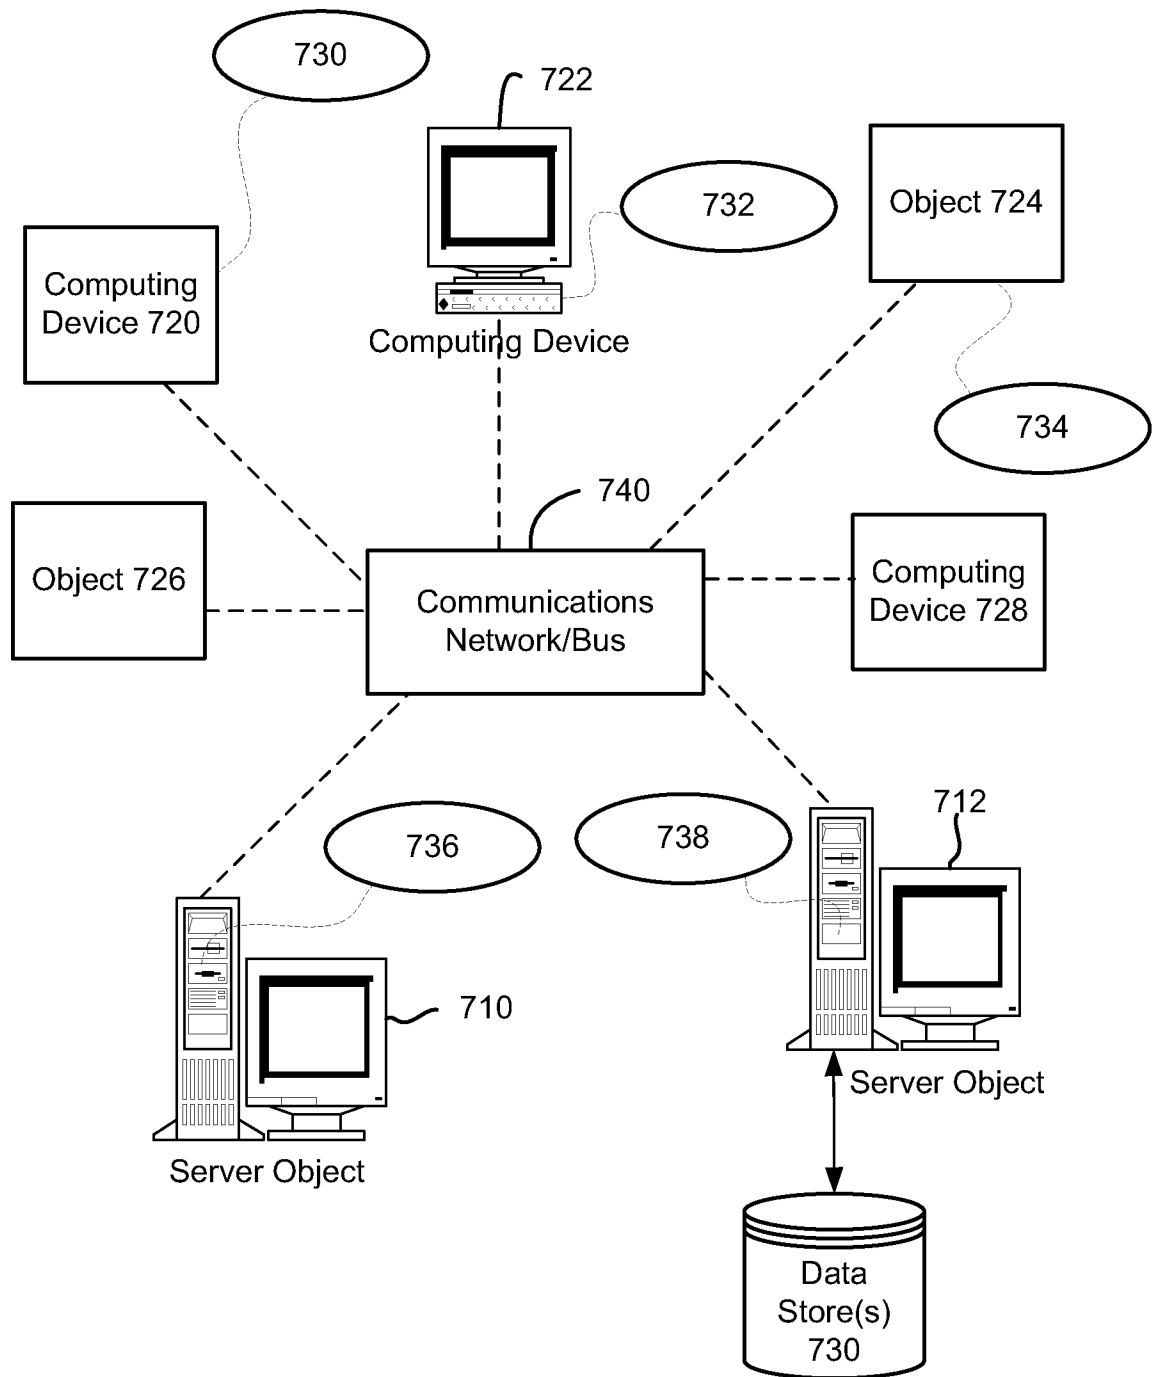 730
722
732
Object 724
Computing
Device 720
Computing Device
734
740
Object 726
Communications
Network/Bus
Computing
Device 728
736
738
712
710
Server Object
Server Object
Data
Store(s)
730